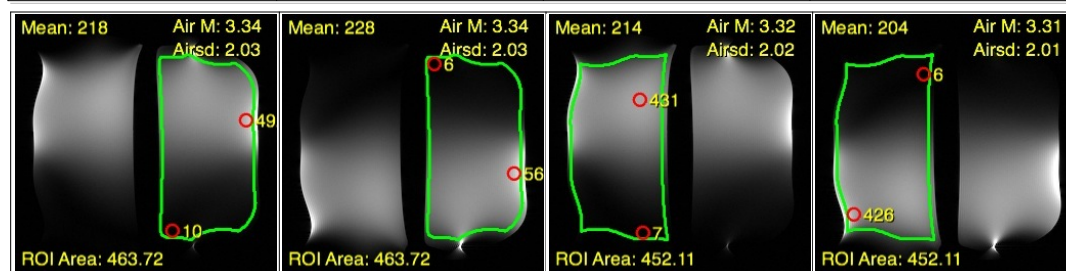 Mean: 218
Air M: 3.34
Airsd: 2.03
49
10
ROI Area: 463.72
Mean: 228
Air M: 3.34
Airsd: 2.03
6
56
ROI Area: 463.72
Mean: 214
Air M: 3.32
Airsd: 2.02
431
7
ROI Area: 452.11
Mean: 204
Air M: 3.31
Airsd: 2.01
6
426
ROI Area: 452.11